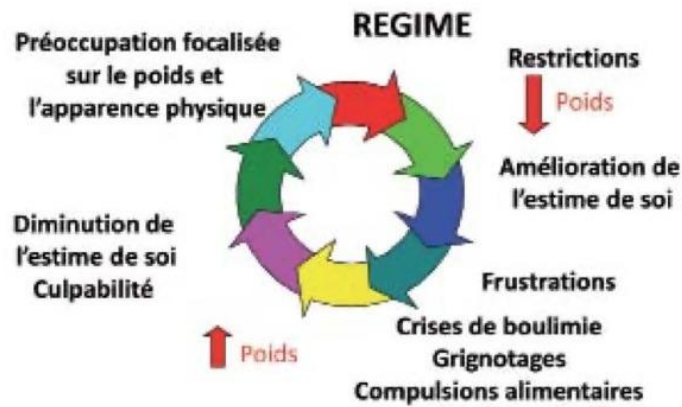 REGIME
Restrictions
Poids
Amélioration de
l'estime de soi
Frustrations
Crises de boulimie
Grignotages
Compulsions alimentaires
Poids
Diminution de
l'estime de soi
Culpabilité
Préoccupation focalisée
sur le poids et
l'apparence physique